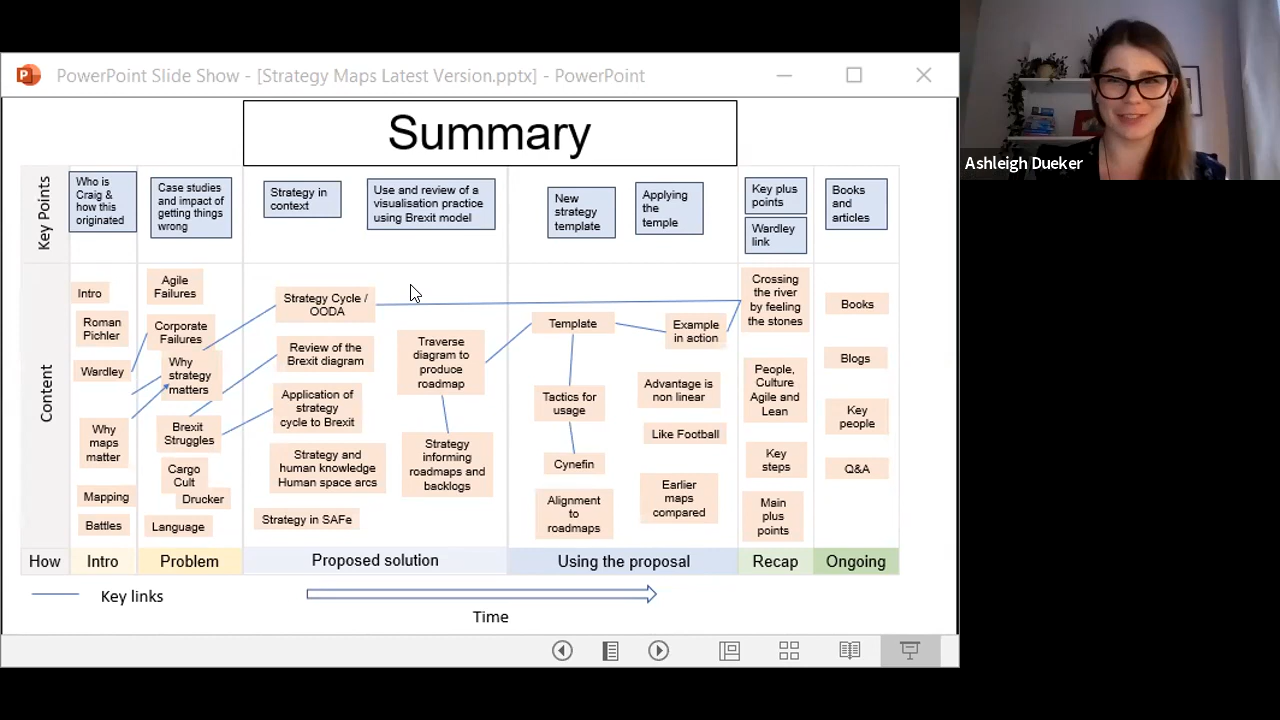 PowerPoint Slide Show - [Strategy Maps Latest Version.pptx] - PowerPoint
Ashleigh Dueker
Summary
Key Points
Who is
Craig &
how this
originated
Case studies
and impact of
getting things
wrong
Strategy in
context
Use and review of a
visualisation practice
using Brexit model
New
strategy
template
Applying
the
temple
Key plus
points
Wardley
link
Books
and
articles
Content
Intro
Roman
Pichler
Wardley
Why
maps
matter
Mapping
Battles
Agile
Failures
Corporate
Failures
Why
strategy
matters
Brexit
Struggles
Cargo
Cult
Drucker
Language
Strategy Cycle /
OODA
Review of the
Brexit diagram
Application of
strategy
cycle to Brexit
Strategy and
human knowledge
Human space arcs
Strategy in SAFe
Traverse
diagram to
produce
roadmap
Strategy
informing
roadmaps and
backlogs
Template
Tactics for
usage
Cynefin
Alignment
to
roadmaps
Example
in action
Advantage is
non linear
Like Football
Earlier
maps
compared
Crossing
the river
by feeling
the stones
People,
Culture
Agile and
Lean
Key
steps
Main
plus
points
Books
Blogs
Key
people
Q&A
How
Intro
Problem
Proposed solution
Using the proposal
Recap
Ongoing
Key links
Time